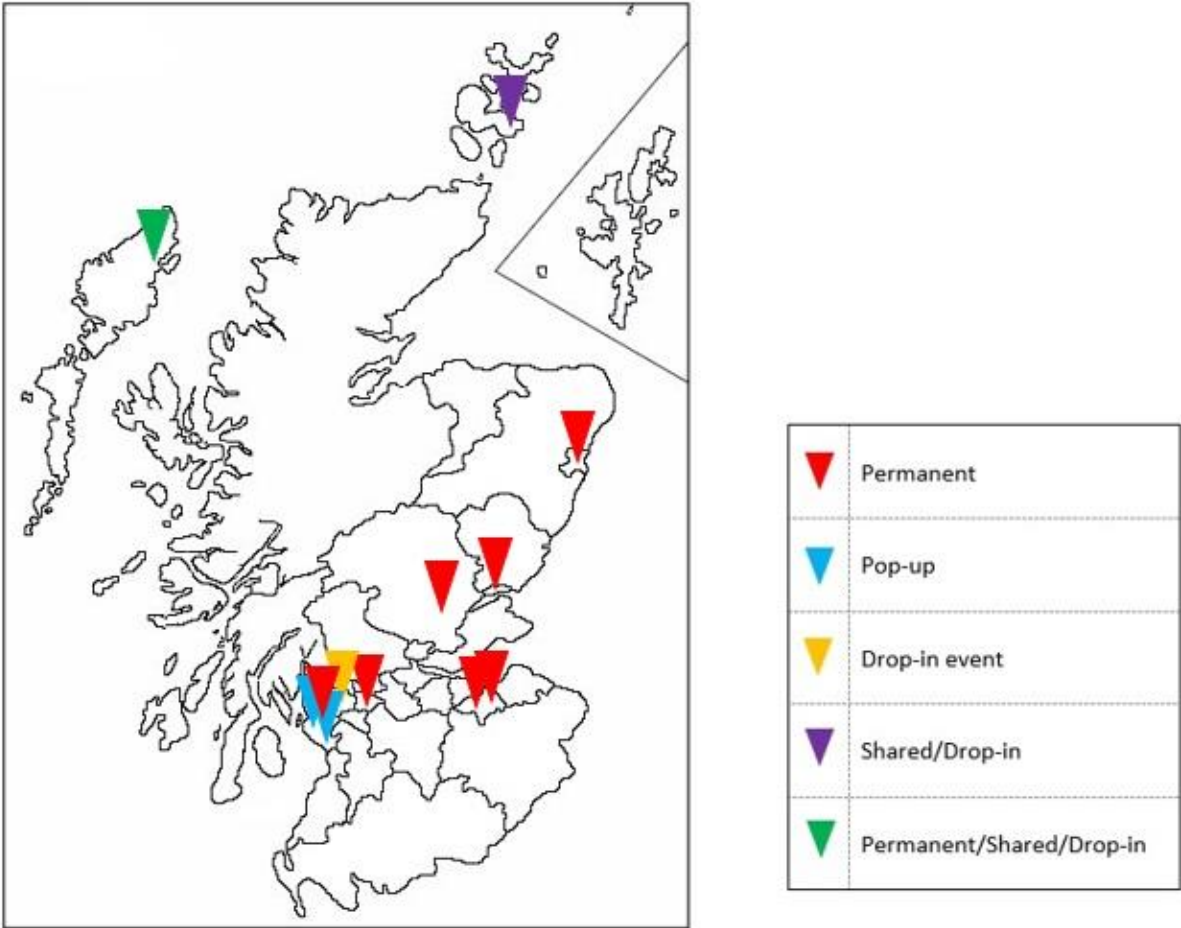 Permanent
Pop-up
Drop-in event
Shared/Drop-in
Permanent/Shared/Drop-in